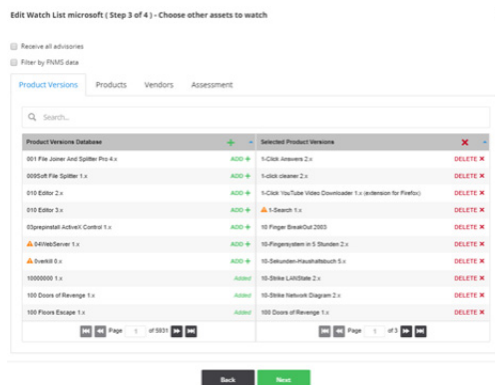 Edit Watch List microsoft ( Step 3 of 4 ) - Choose other assets to watch
Receive all advisories
Filter by FNMS data
Product Versions Products Vendors Assessment
Search...
Product Versions Database + Selected Product Versions ×
001 File Joiner And Splitter Pro 4.x ADD + 1-Click Answers 2.x DELETE ×
009Soft File Splitter 1.x ADD + 1-click cleaner 2.x DELETE ×
010 Editor 2.x ADD + 1-Click YouTube Video Downloader 1.x (extension for Firefox) DELETE ×
010 Editor 3.x ADD + 1-Search 1.x DELETE ×
03prepinstall ActiveX Control 1.x ADD + 10 Finger BreakOut 2003 DELETE ×
04WebServer 1.x ADD + 10-Fingersystem in 5 Stunden 2.x DELETE ×
0verkill 0.x ADD + 10-Sekunden-Haushaltsbuch 5.x DELETE ×
10000000 1.x Added 10-Strike LANState 2.x DELETE ×
100 Doors of Revenge 1.x Added 10-Strike Network Diagram 2.x DELETE ×
100 Floors Escape 1.x Added 100 Doors of Revenge 1.x DELETE ×
Page 1 of 5931 Page 1 of 3
Back Next